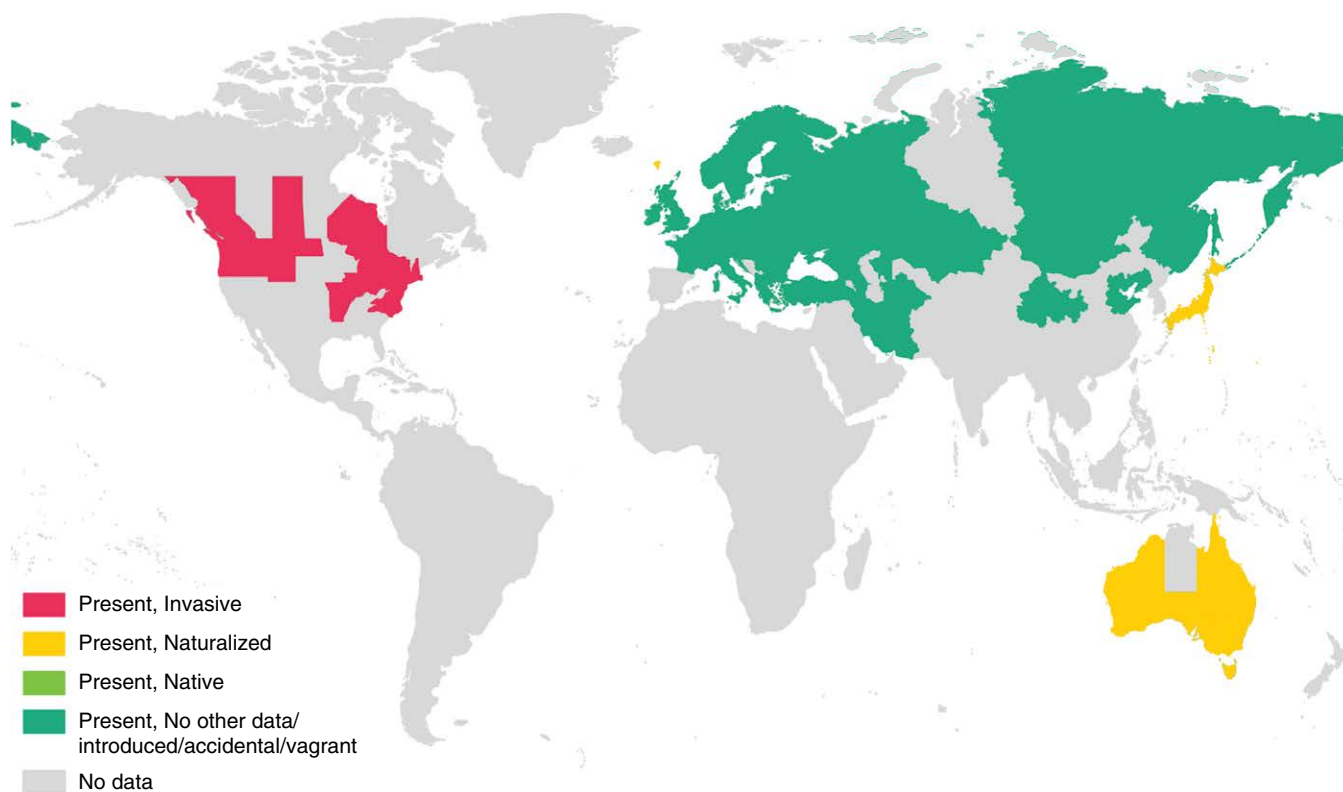 Present, Invasive
Present, Naturalized
Present, Native
Present, No other data/
introduced/accidental/vagrant
No data